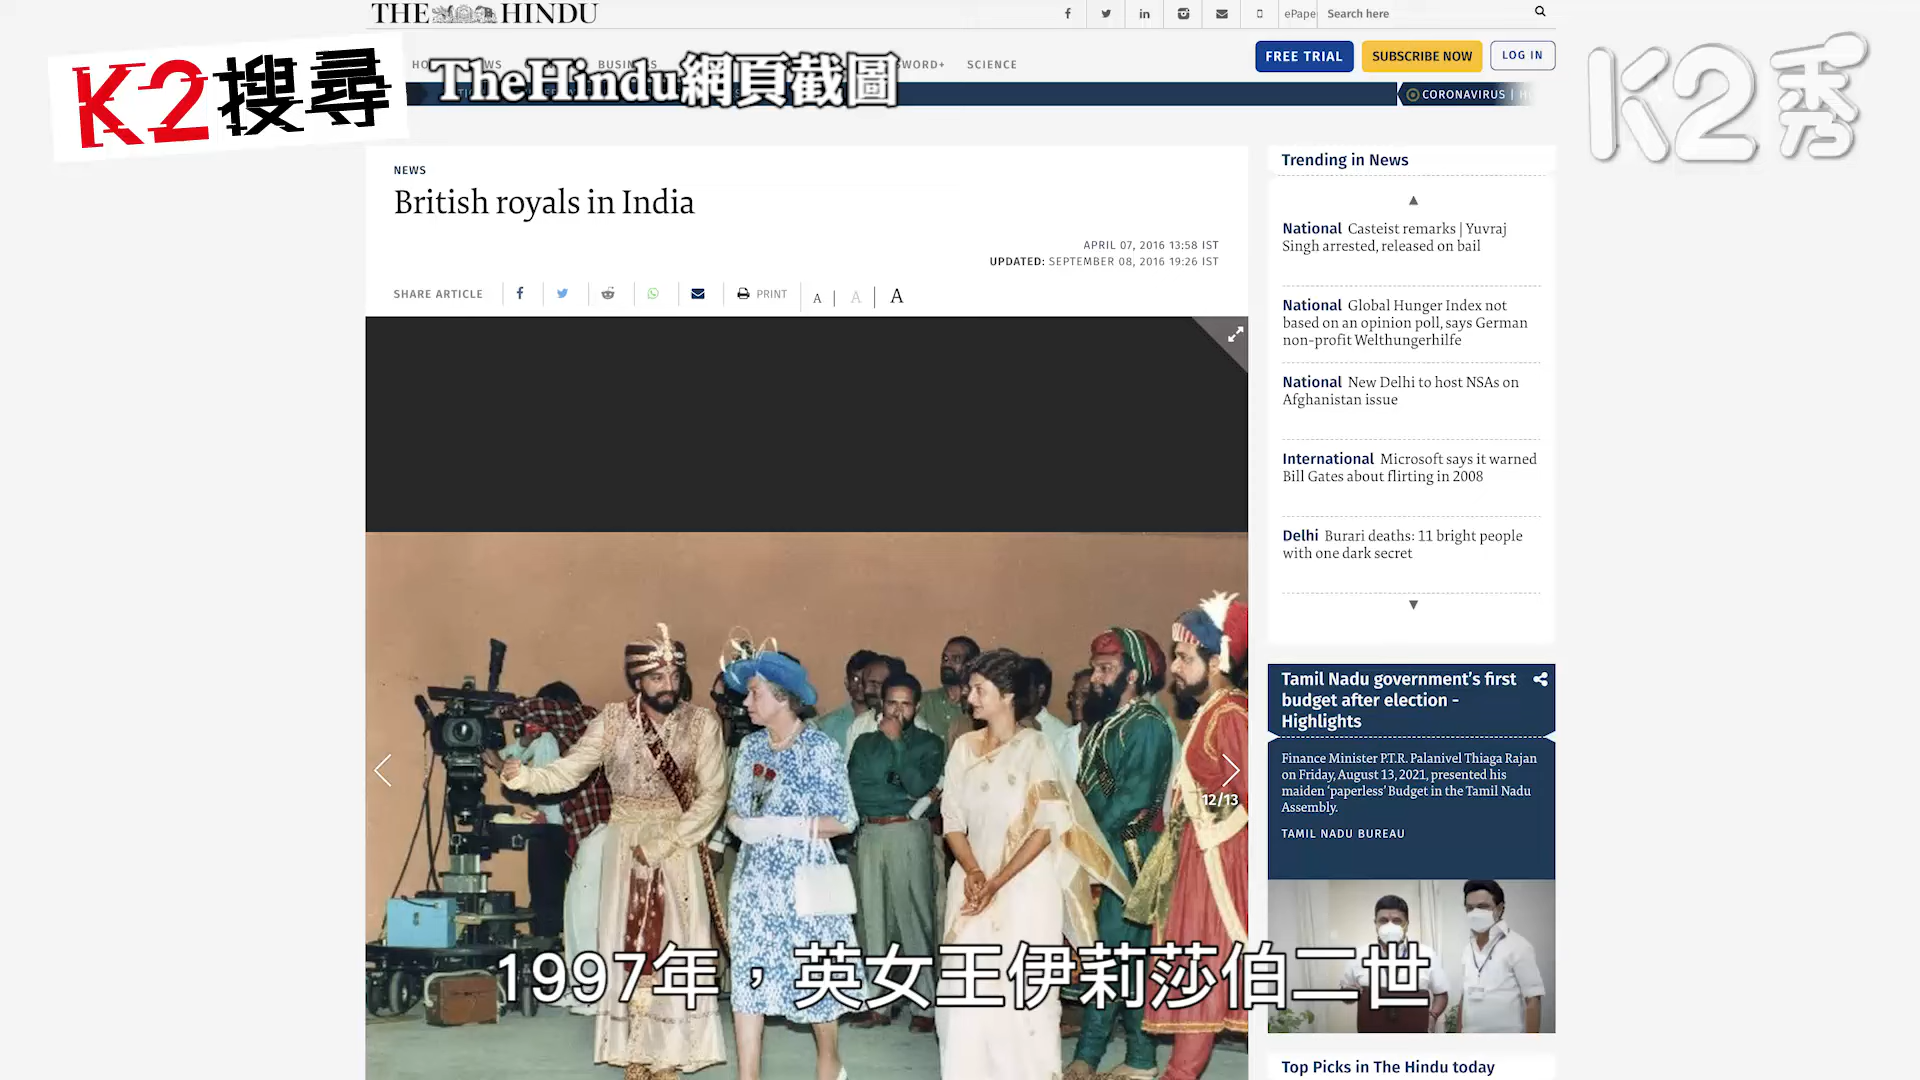 THE HINDU
ePape
Search here
K2搜尋
TheHindu網頁截圖
BUSIN
WORD+
SCIENCE
FREE TRIAL
SUBSCRIBE NOW
LOG IN
CORONAVIRUS | H
K2秀
NEWS
British royals in India
APRIL 07, 2016 13:58 IST
UPDATED: SEPTEMBER 08, 2016 19:26 IST
SHARE ARTICLE
PRINT
A | A | A
12/13
1997年，英女王伊莉莎伯二世
Trending in News
National Casteist remarks | Yuvraj
Singh arrested, released on bail
National Global Hunger Index not
based on an opinion poll, says German
non-profit Welthungerhilfe
National New Delhi to host NSAs on
Afghanistan issue
International Microsoft says it warned
Bill Gates about flirting in 2008
Delhi Burari deaths: 11 bright people
with one dark secret
Tamil Nadu government's first
budget after election -
Highlights
Finance Minister P.T.R. Palanivel Thiaga Rajan
on Friday, August 13, 2021, presented his
maiden 'paperless' Budget in the Tamil Nadu
Assembly.
TAMIL NADU BUREAU
Top Picks in The Hindu today